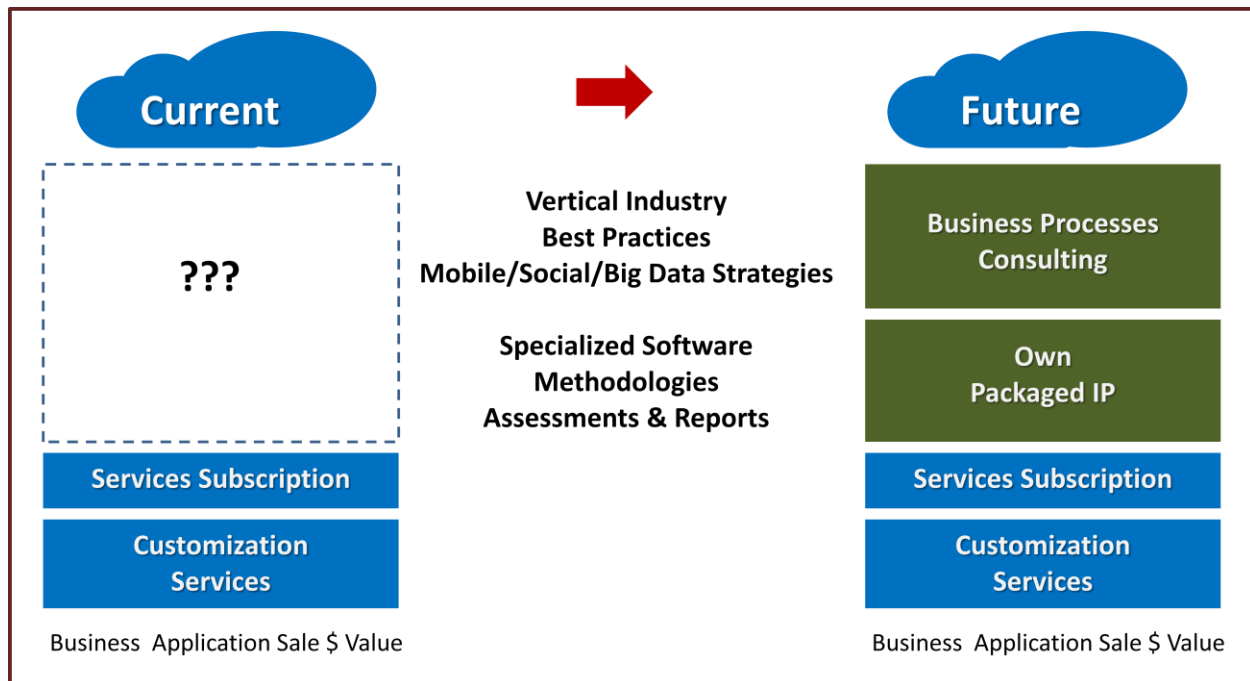 Current
Future
???
Vertical Industry
Best Practices
Mobile/Social/Big Data Strategies
Specialized Software
Methodologies
Assessments & Reports
Business Processes
Consulting
Own
Packaged IP
Services Subscription
Services Subscription
Customization
Services
Customization
Services
Business  Application Sale $ Value
Business  Application Sale $ Value